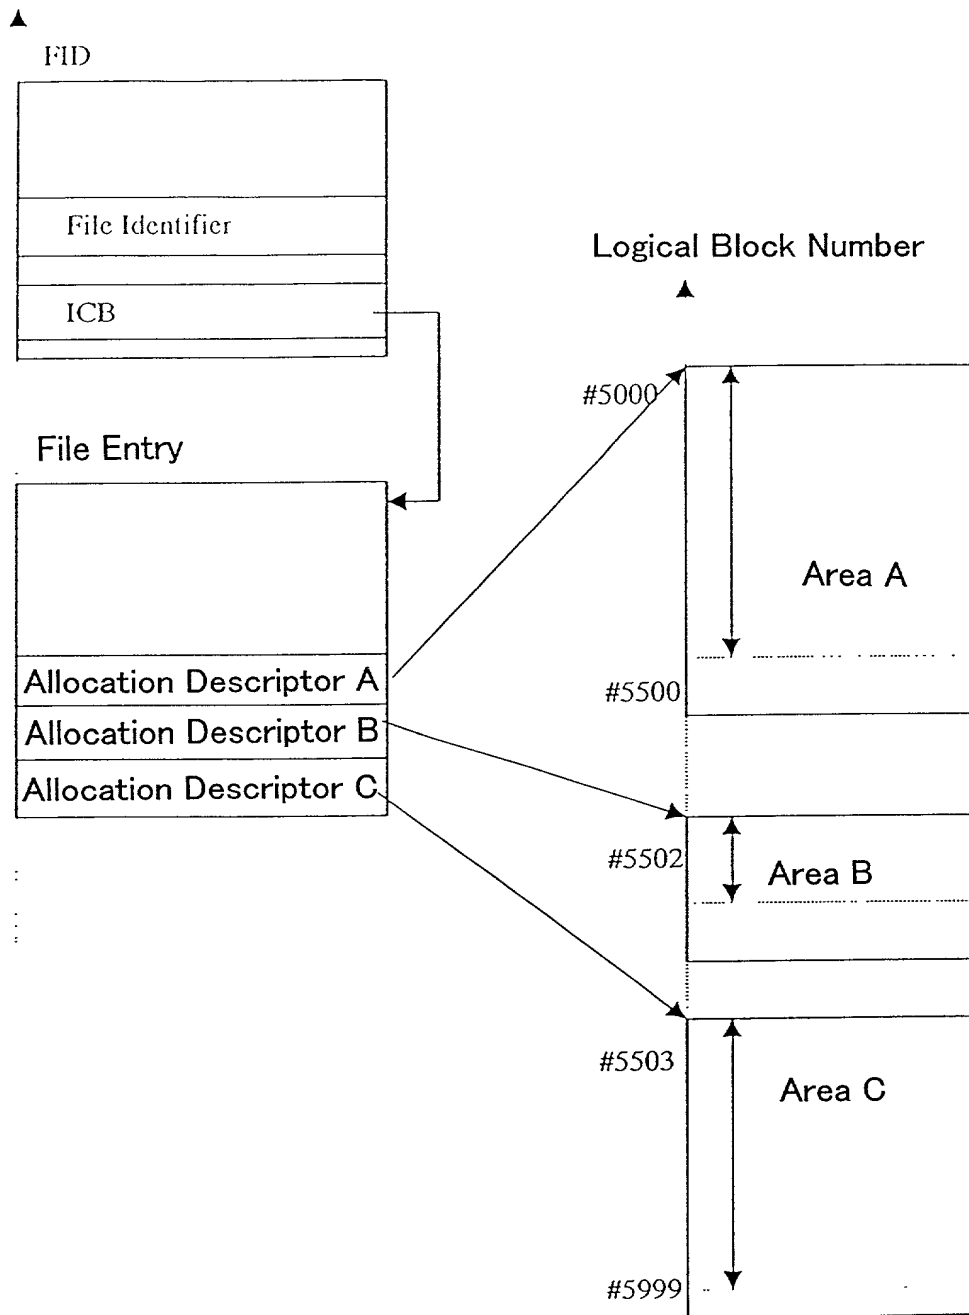 FID
File Identifier
ICB
File Entry
Allocation Descriptor A
Allocation Descriptor B
Allocation Descriptor C
Logical Block Number
#5000
Area A
#5500
#5502
Area B
#5503
Area C
#5999